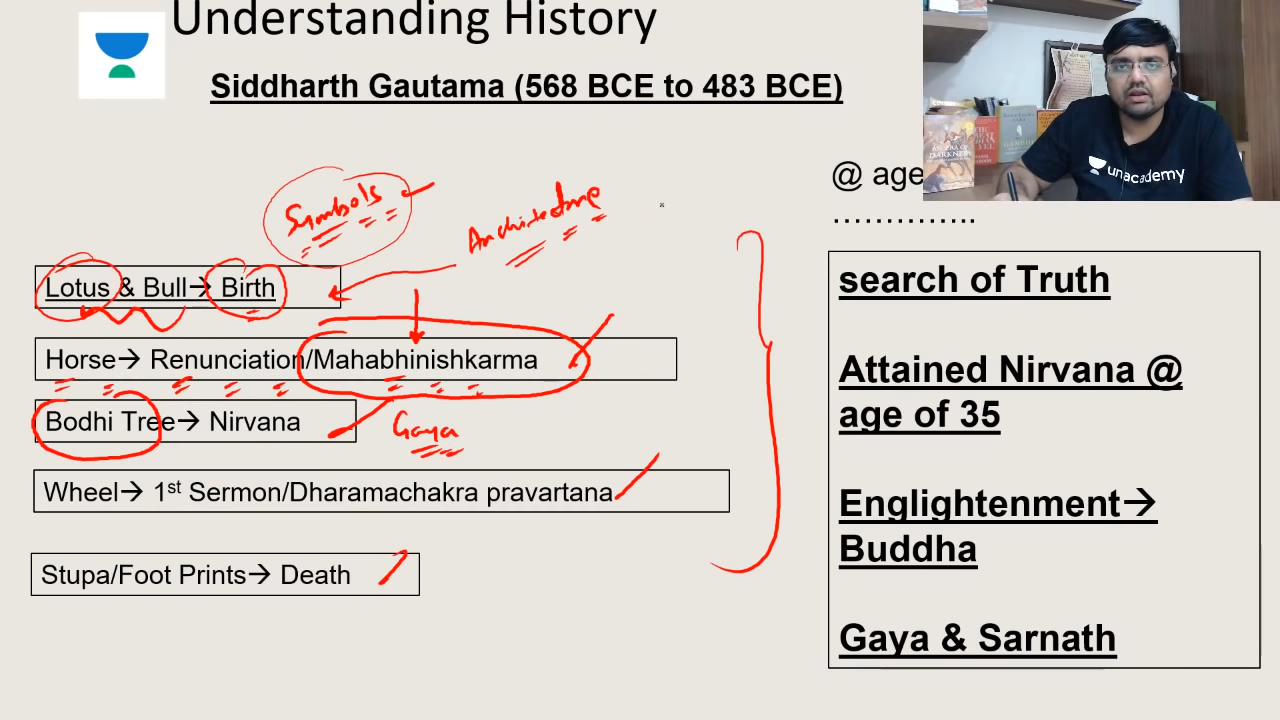 Understanding History
Siddharth Gautama (568 BCE to 483 BCE)
@ age
…………..
Symbols
Architecture
Lotus & Bull→ Birth
Horse→ Renunciation/Mahabhinishkarma
Bodhi Tree→ Nirvana
Gaya
Wheel→ 1st Sermon/Dharamachakra pravartana
Stupa/Foot Prints→ Death
search of Truth
Attained Nirvana @
age of 35
Englightenment→
Buddha
Gaya & Sarnath
unacademy
DARKNESS